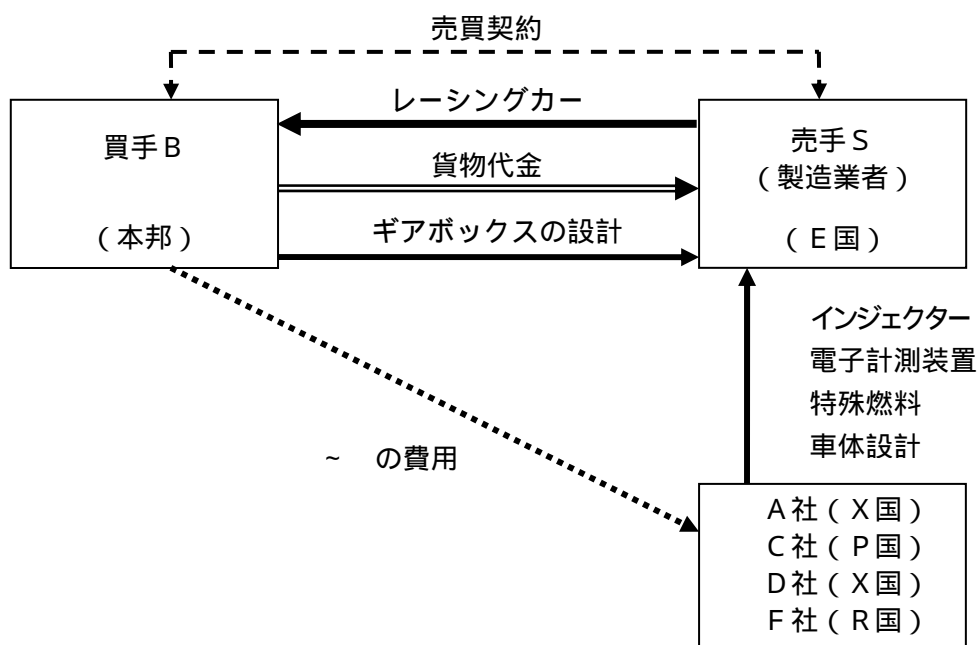 売買契約
レーシングカー
買手B
(本邦)
貨物代金
ギアボックスの設計
売手S
(製造業者)
(E国)
インジェクター
電子計測装置
特殊燃料
車体設計
~ の費用
A社(X国)
C社(P国)
D社(X国)
F社(R国)